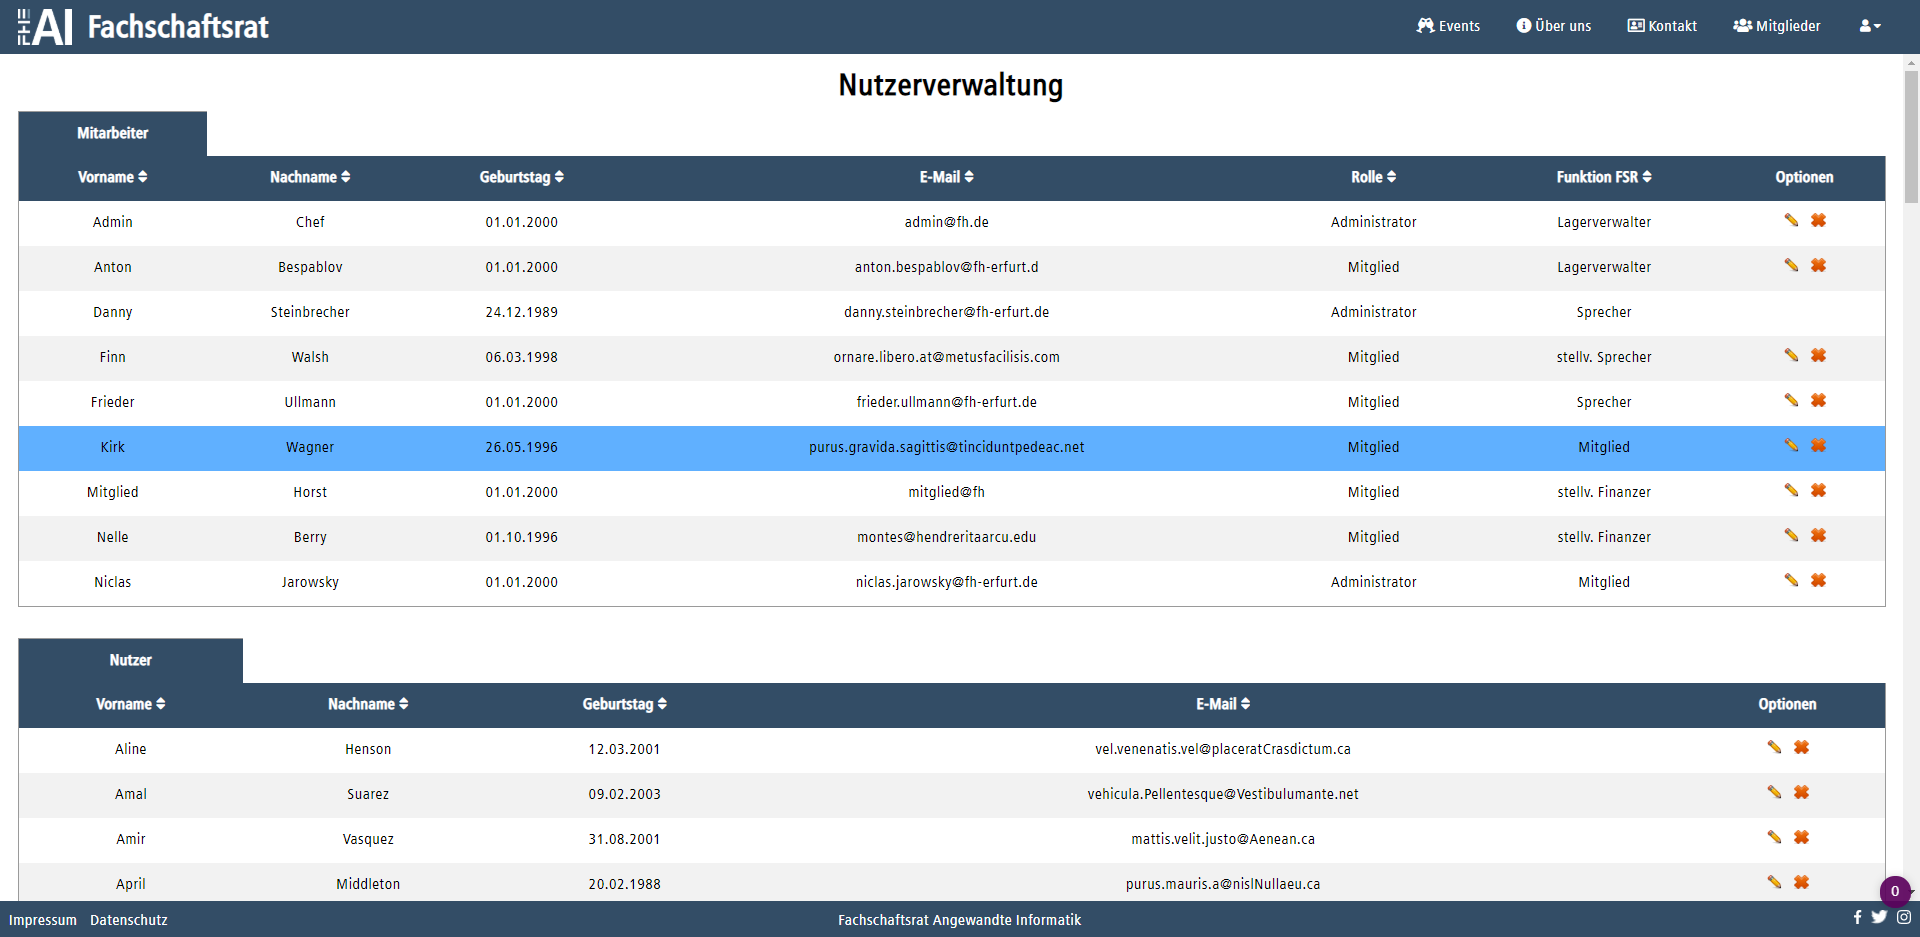 FHE AI Fachschaftsrat Events Über uns Kontakt Mitglieder
Nutzerverwaltung
Mitarbeiter
Vorname Nachname Geburtstag E-Mail Rolle Funktion FSR Optionen
Admin Chef 01.01.2000 admin@fh.de Administrator Lagerverwalter
Anton Bespablov 01.01.2000 anton.bespablov@fh-erfurt.d Mitglied Lagerverwalter
Danny Steinbrecher 24.12.1989 danny.steinbrecher@fh-erfurt.de Administrator Sprecher
Finn Walsh 06.03.1998 ornare.libero.at@metusfacilisis.com Mitglied stellv. Sprecher
Frieder Ullmann 01.01.2000 frieder.ullmann@fh-erfurt.de Mitglied Sprecher
Kirk Wagner 26.05.1996 purus.gravida.sagittis@tinciduntpedeac.net Mitglied Mitglied
Mitglied Horst 01.01.2000 mitglied@fh Mitglied stellv. Finanzer
Nelle Berry 01.10.1996 montes@hendreritaarcu.edu Mitglied stellv. Finanzer
Niclas Jarowsky 01.01.2000 niclas.jarowsky@fh-erfurt.de Administrator Mitglied
Nutzer
Vorname Nachname Geburtstag E-Mail Optionen
Aline Henson 12.03.2001 vel.venenatis.vel@placeratCrasdictum.ca
Amal Suarez 09.02.2003 vehicula.Pellentesque@Vestibulumante.net
Amir Vasquez 31.08.2001 mattis.velit.justo@Aenean.ca
April Middleton 20.02.1988 purus.mauris.a@nislNullaeu.ca
0
Impressum Datenschutz Fachschaftsrat Angewandte Informatik